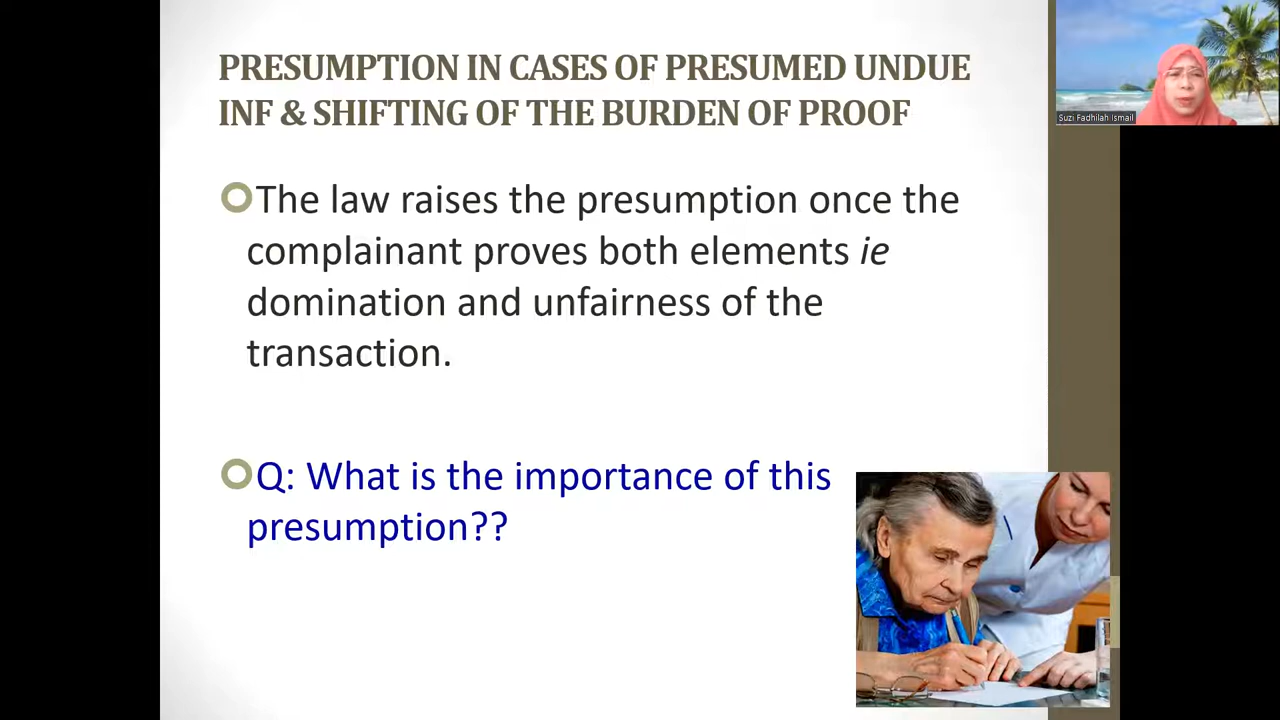 PRESUMPTION IN CASES OF PRESUMED UNDUE
INF & SHIFTING OF THE BURDEN OF PROOF
The law raises the presumption once the
complainant proves both elements ie
domination and unfairness of the
transaction.
Q: What is the importance of this
presumption??
Suzi Fadhilah Ismail